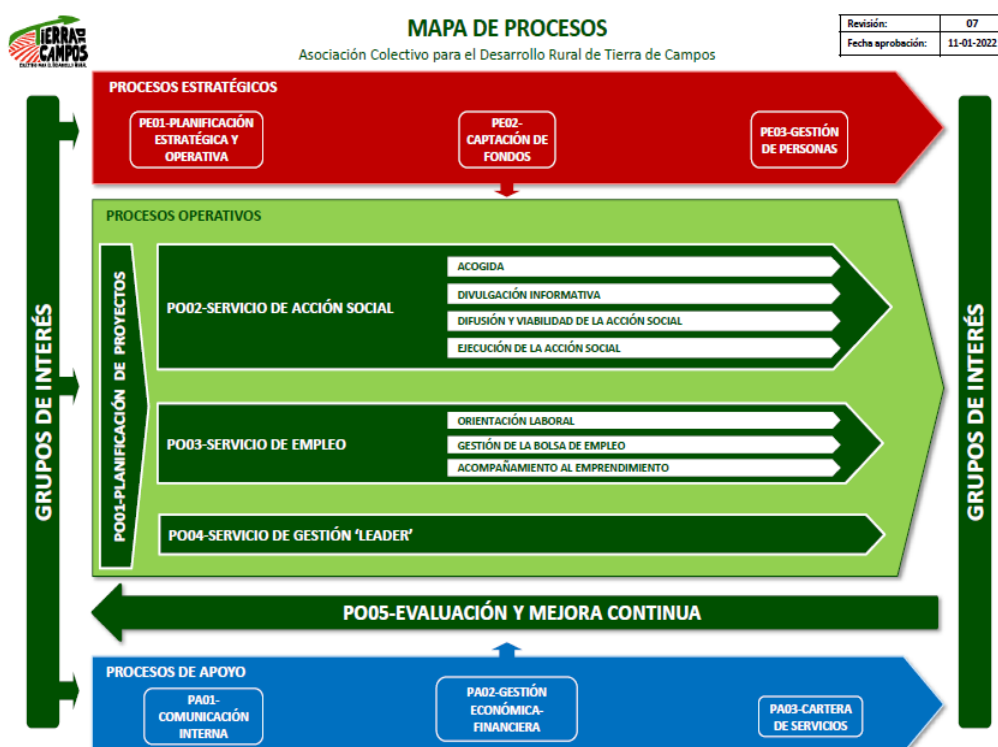 TIERRA DE
CAMPOS
COLECTIVO PARA EL DESARROLLO RURAL
MAPA DE PROCESOS
Asociación Colectivo para el Desarrollo Rural de Tierra de Campos
Revisión: 07
Fecha aprobación: 11-01-2022
GRUPOS DE INTERÉS
PROCESOS ESTRATÉGICOS
PE01-PLANIFICACIÓN
ESTRATÉGICA Y
OPERATIVA
PE02-
CAPTACIÓN DE
FONDOS
PE03-GESTIÓN
DE PERSONAS
PROCESOS OPERATIVOS
PO01-PLANIFICACIÓN DE PROYECTOS
PO02-SERVICIO DE ACCIÓN SOCIAL
ACOGIDA
DIVULGACIÓN INFORMATIVA
DIFUSIÓN Y VIABILIDAD DE LA ACCIÓN SOCIAL
EJECUCIÓN DE LA ACCIÓN SOCIAL
PO03-SERVICIO DE EMPLEO
ORIENTACIÓN LABORAL
GESTIÓN DE LA BOLSA DE EMPLEO
ACOMPAÑAMIENTO AL EMPRENDIMIENTO
PO04-SERVICIO DE GESTIÓN ‘LEADER’
PO05-EVALUACIÓN Y MEJORA CONTINUA
PROCESOS DE APOYO
PA01-
COMUNICACIÓN
INTERNA
PA02-GESTIÓN
ECONÓMICA-
FINANCIERA
PA03-CARTERA
DE SERVICIOS
GRUPOS DE INTERÉS